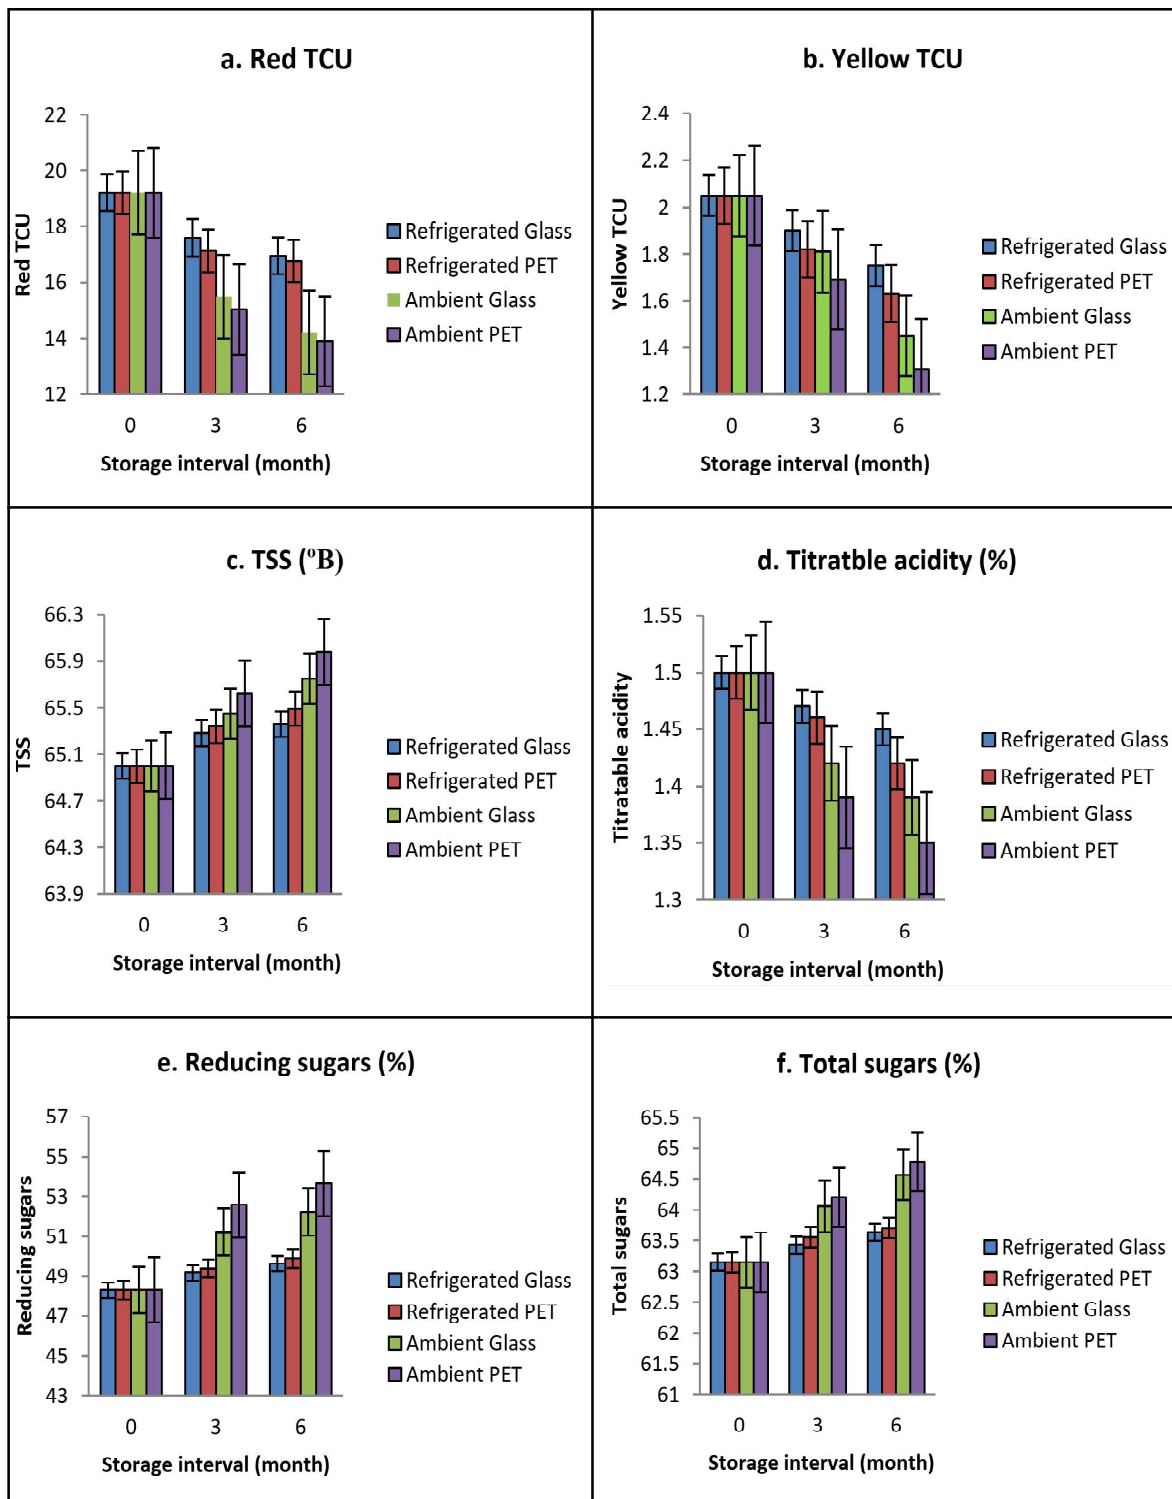 a. Red TCU
22
20
18
16
14
12
Red TCU
0 3 6
Storage interval (month)
Refrigerated Glass
Refrigerated PET
Ambient Glass
Ambient PET
b. Yellow TCU
2.4
2.2
2
1.8
1.6
1.4
1.2
Yellow TCU
0 3 6
Storage interval (month)
Refrigerated Glass
Refrigerated PET
Ambient Glass
Ambient PET
c. TSS (ºB)
66.3
65.9
65.5
65.1
64.7
64.3
63.9
TSS
0 3 6
Storage interval (month)
Refrigerated Glass
Refrigerated PET
Ambient Glass
Ambient PET
d. Titratble acidity (%)
1.55
1.5
1.45
1.4
1.35
1.3
Titratable acidity
0 3 6
Storage interval (month)
Refrigerated Glass
Refrigerated PET
Ambient Glass
Ambient PET
e. Reducing sugars (%)
57
55
53
51
49
47
45
43
Reducing sugars
0 3 6
Storage interval (month)
Refrigerated Glass
Refrigerated PET
Ambient Glass
Ambient PET
f. Total sugars (%)
65.5
65
64.5
64
63.5
63
62.5
62
61.5
61
Total sugars
0 3 6
Storage interval (month)
Refrigerated Glass
Refrigerated PET
Ambient Glass
Ambient PET